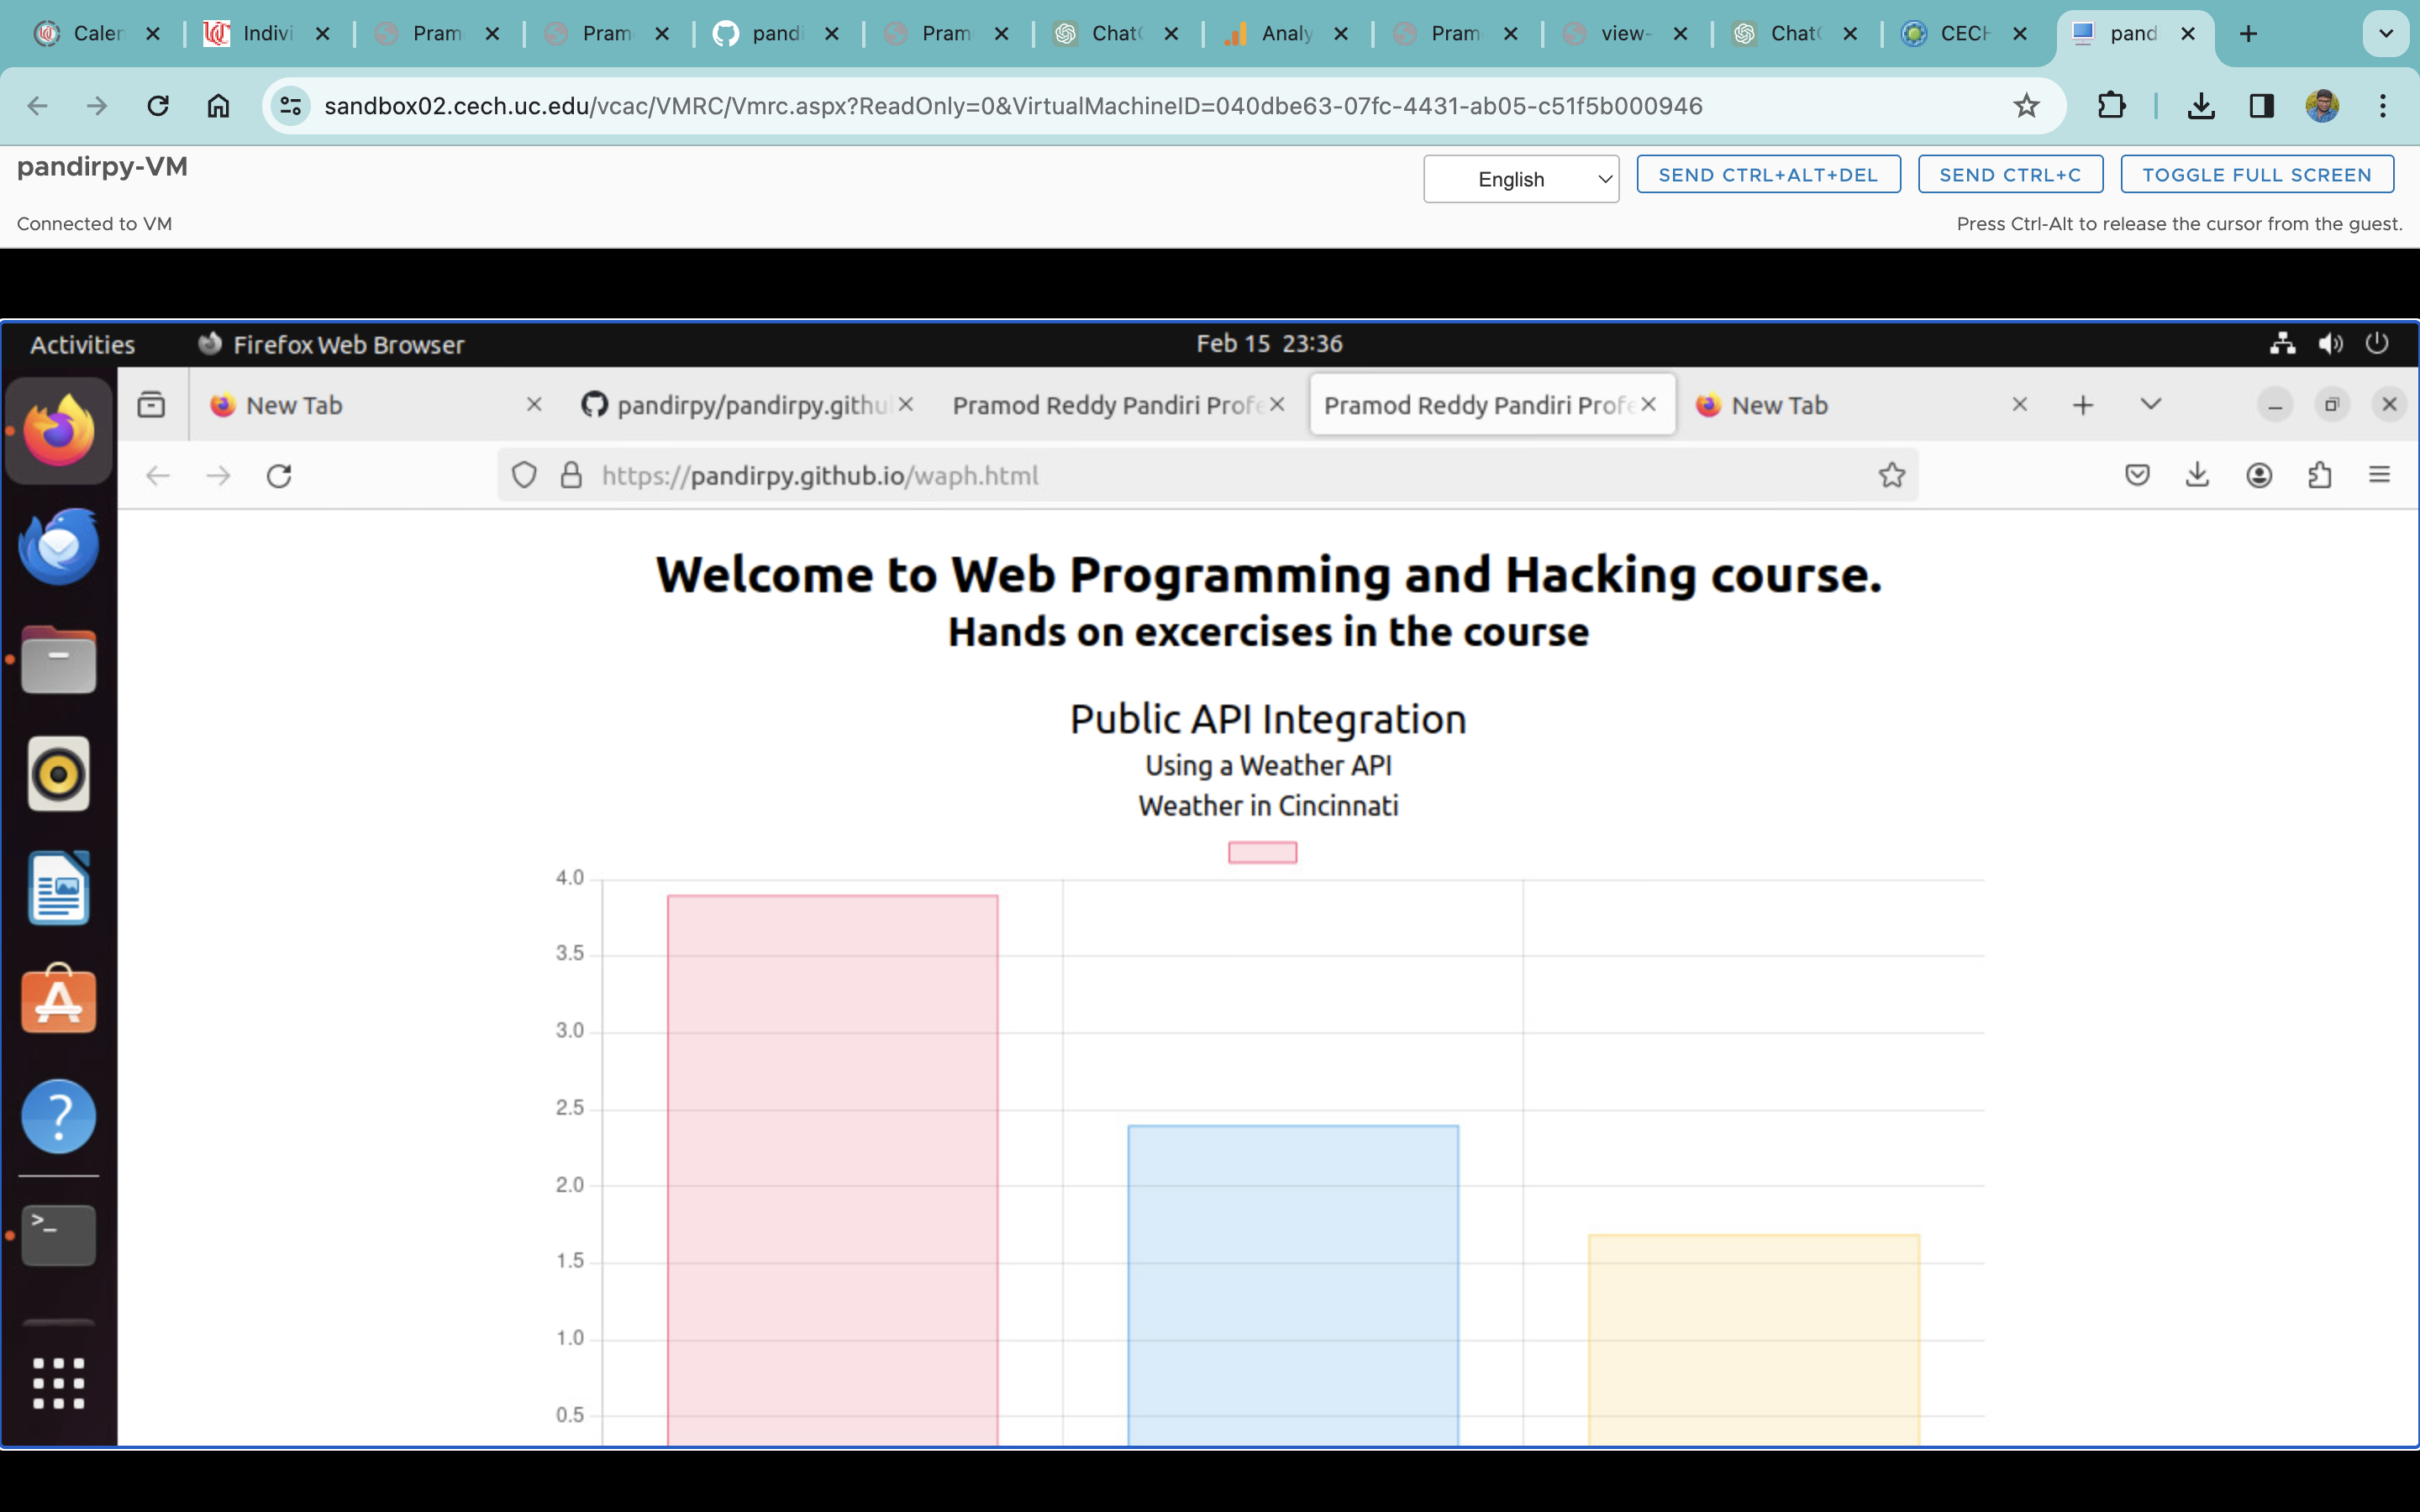 Caler
Indivi
Pram
Pram
pandi
Pram
Chat
Analy
Pram
view-
Chat
CECH
pand
sandbox02.cech.uc.edu/vcac/VMRC/Vmrc.aspx?ReadOnly=0&VirtualMachineID=040dbe63-07fc-4431-ab05-c51f5b000946
pandirpy-VM
English
SEND CTRL+ALT+DEL
SEND CTRL+C
TOGGLE FULL SCREEN
Connected to VM
Press Ctrl-Alt to release the cursor from the guest.
Activities
Firefox Web Browser
Feb 15 23:36
New Tab
pandirpy/pandirpy.githu
Pramod Reddy Pandiri Profe
Pramod Reddy Pandiri Profe
New Tab
https://pandirpy.github.io/waph.html
Welcome to Web Programming and Hacking course.
Hands on excercises in the course
Public API Integration
Using a Weather API
Weather in Cincinnati
4.0
3.5
3.0
2.5
2.0
1.5
1.0
0.5